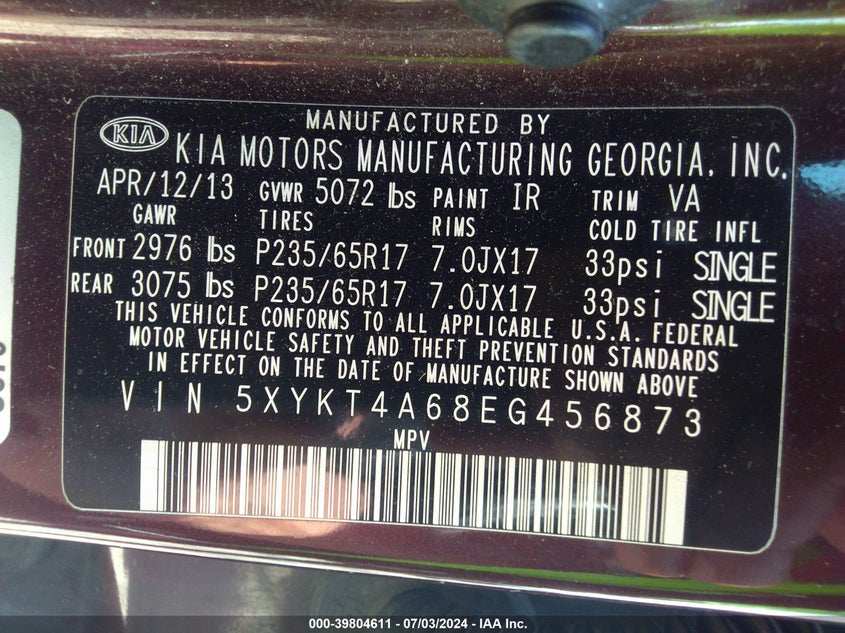 MANUFACTURED BY
KIA KIA MOTORS MANUFACTURING GEORGIA, INC.
APR/12/13 GVWR 5072 lbs PAINT IR TRIM VA
GAWR TIRES RIMS COLD TIRE INFL
FRONT 2976 lbs P235/65R17 7.0JX17 33psi SINGLE
REAR 3075 lbs P235/65R17 7.0JX17 33psi SINGLE
THIS VEHICLE CONFORMS TO ALL APPLICABLE U.S.A. FEDERAL
MOTOR VEHICLE SAFETY AND THEFT PREVENTION STANDARDS
IN EFFECT ON THE DATE OF MANUFACTURE SHOWN ABOVE
VIN 5XYKT4A68EG456873
MPV
000-39804611 - 07/03/2024 - IAA Inc.